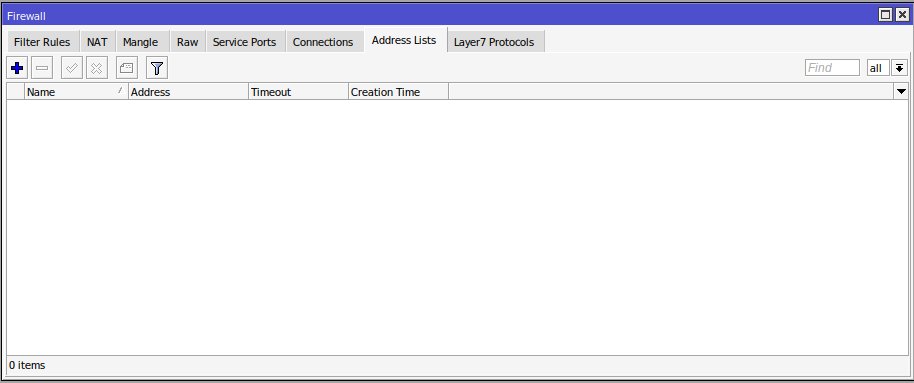 Firewall
Filter Rules NAT Mangle Raw Service Ports Connections Address Lists Layer7 Protocols
Find all
Name Address Timeout Creation Time
0 items